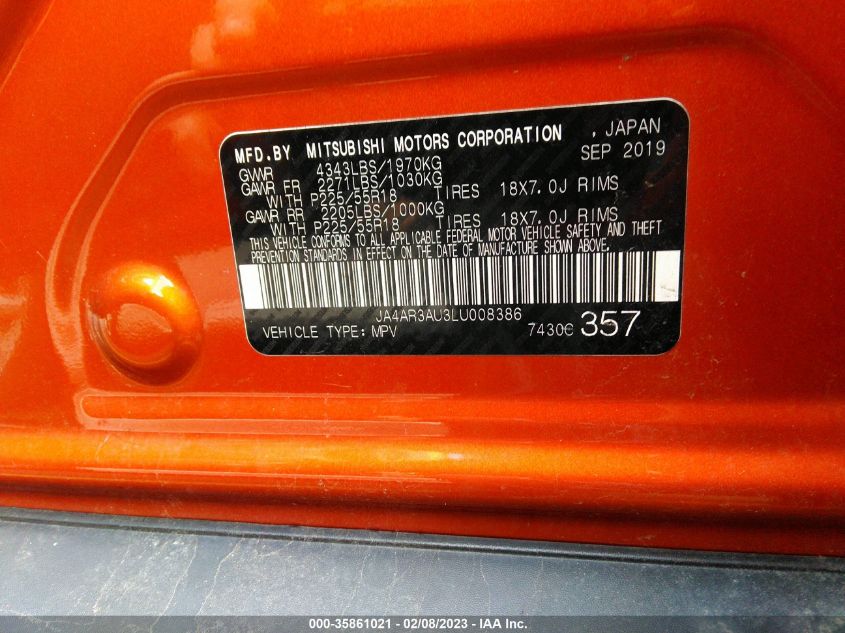 MFD.BY MITSUBISHI MOTORS CORPORATION , JAPAN
GVWR 4343LBS/1970KG SEP 2019
GAWR FR 2271LBS/1030KG
WITH P225/55R18 TIRES 18X7.0J RIMS
GAWR RR 2205LBS/1000KG
WITH P225/55R18 TIRES 18X7.0J RIMS
THIS VEHICLE CONFORMS TO ALL APPLICABLE FEDERAL MOTOR VEHICLE SAFETY AND THEFT
PREVENTION STANDARDS IN EFFECT ON THE DATE OF MANUFACTURE SHOWN ABOVE.
JA4AR3AU3LU008386
VEHICLE TYPE:MPV 7430C 357
000-35861021 - 02/08/2023 - IAA Inc.